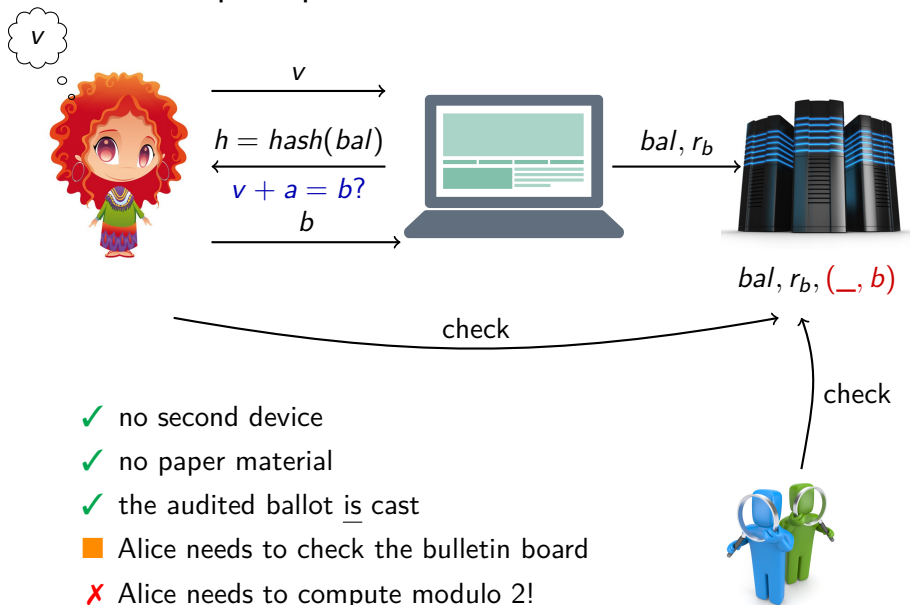 v
v
h = hash(bal)
v + a = b?
b
bal, r_b
bal, r_b, (_, b)
check
check
✓ no second device
✓ no paper material
✓ the audited ballot is cast
■ Alice needs to check the bulletin board
✗ Alice needs to compute modulo 2!